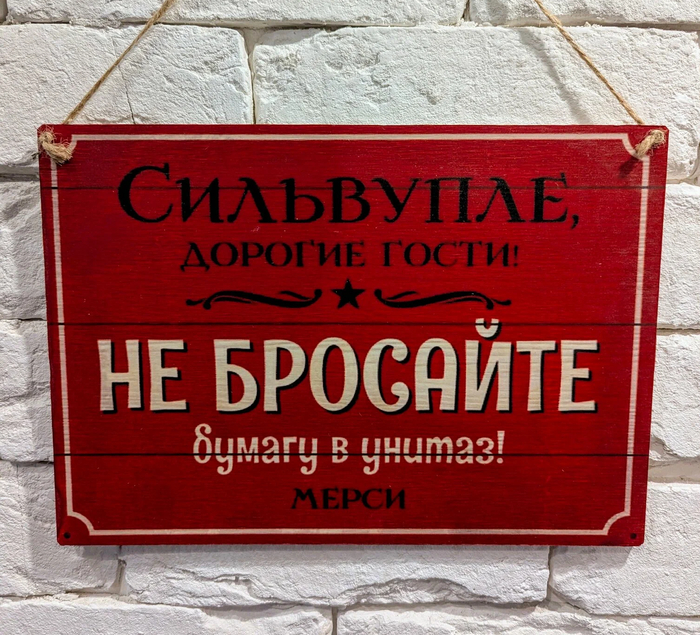 Сильвупле,
дорогие гости!
НЕ БРОСАЙТЕ
бумагу в унитаз!
МЕРСИ